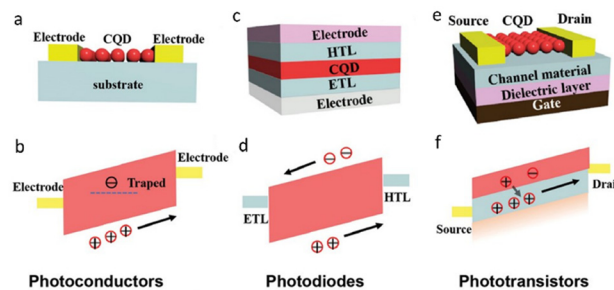 a
Electrode CQD Electrode
substrate
b
Electrode
Traped
Electrode
Photoconductors
c
Electrode
HTL
CQD
ETL
Electrode
d
ETL
HTL
Photodiodes
e
Source CQD Drain
Channel material
Dielectric layer
Gate
f
Drain
Source
Phototransistors